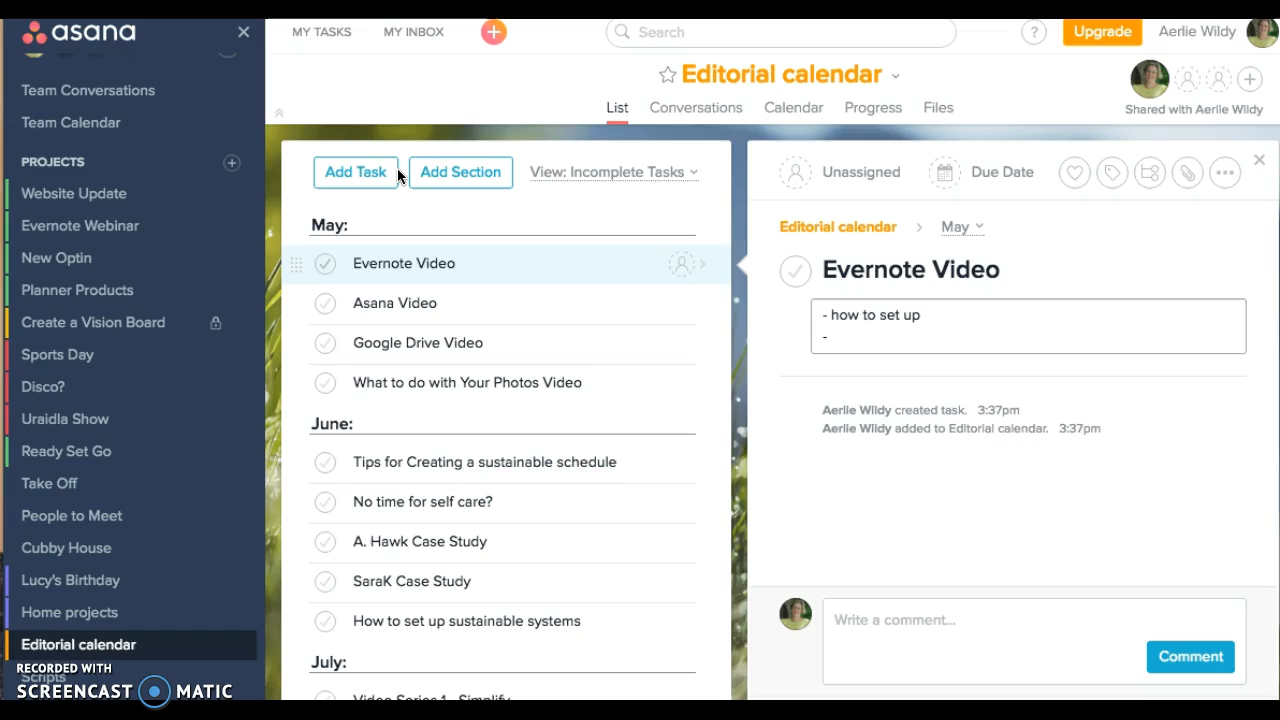 asana
MY TASKS
MY INBOX
Search
?
Upgrade
Aerlie Wildy
Team Conversations
Team Calendar
PROJECTS
Website Update
Evernote Webinar
New Optin
Planner Products
Create a Vision Board
Sports Day
Disco?
Uraidla Show
Ready Set Go
Take Off
People to Meet
Cubby House
Lucy's Birthday
Home projects
Editorial calendar
Scripts
RECORDED WITH
SCREENCAST MATIC
Editorial calendar
List
Conversations
Calendar
Progress
Files
Shared with Aerlie Wildy
Add Task
Add Section
View: Incomplete Tasks
May:
Evernote Video
Asana Video
Google Drive Video
What to do with Your Photos Video
June:
Tips for Creating a sustainable schedule
No time for self care?
A. Hawk Case Study
SaraK Case Study
How to set up sustainable systems
July:
Video Series 1 - Simplify
Unassigned
Due Date
Editorial calendar > May
Evernote Video
- how to set up
-
Aerlie Wildy created task. 3:37pm
Aerlie Wildy added to Editorial calendar. 3:37pm
Write a comment...
Comment